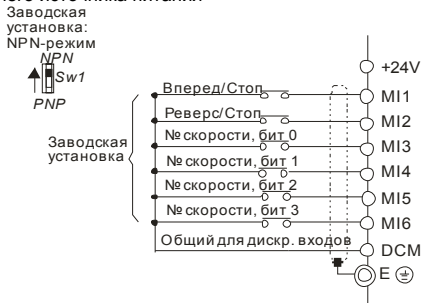 Заводская
установка:
NPN-режим
NPN
Sw1
PNP
+24V
Вперед/Стоп
MI1
Реверс/Стоп
MI2
№ скорости, бит 0
MI3
Заводская
установка
№ скорости, бит 1
MI4
№ скорости, бит 2
MI5
№ скорости, бит 3
MI6
Общий для дискр. входов
DCM
E